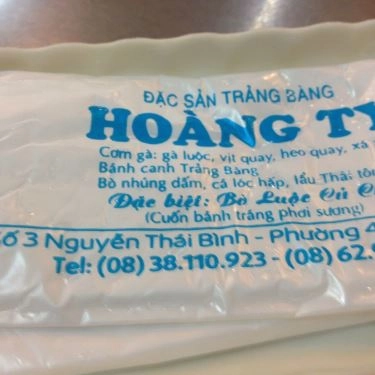 ĐẶC SẢN TRẢNG BÀNG
HOÀNG TY
Cơm gà: gà luộc, vịt quay, heo quay, xá
Bánh canh Trảng Bàng
Bò nhúng dấm, cá lóc hấp, lẩu Thái
Đặc biệt: Bò Luộc Củ
(Cuốn bánh tráng phơi sương)
Số 3 Nguyễn Thái Bình - Phường 4
Tel: (08) 38.110.923 - (08) 62.9